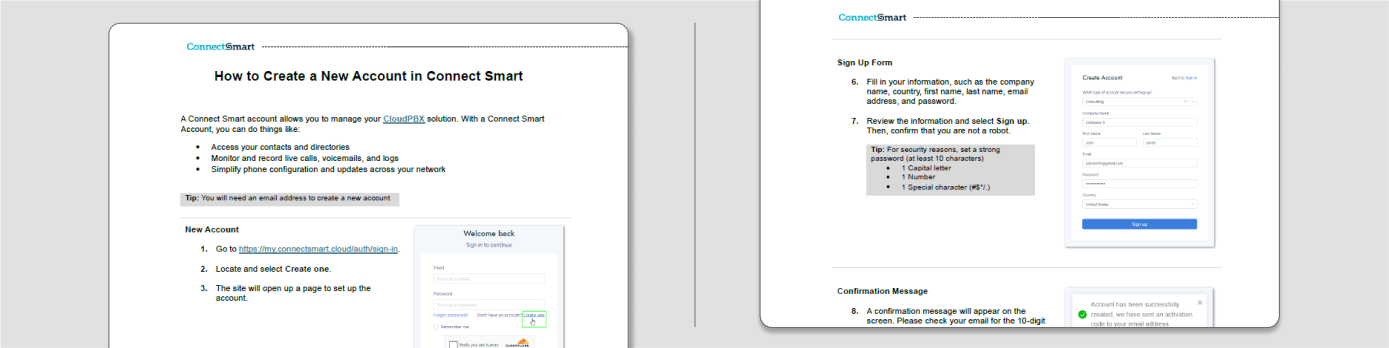 ConnectSmart
How to Create a New Account in Connect Smart
A Connect Smart account allows you to manage your CloudPBX solution. With a Connect Smart
Account, you can do things like:
• Access your contacts and directories
• Monitor and record live calls, voicemails, and logs
• Simplify phone configuration and updates across your network
Tip: You will need an email address to create a new account
New Account
1. Go to https://my.connectsmart.cloud/auth/sign-in.
2. Locate and select Create one.
3. The site will open up a page to set up the
account.
Welcome back
Sign in to continue
Email
Enter your email
Password
Enter your password
Forgot password? Don't have an account? Create one
Remember me
Verify you are human
CLOUDFLARE
ConnectSmart
Sign Up Form
6. Fill in your information, such as the company
name, country, first name, last name, email
address, and password.
7. Review the information and select Sign up.
Then, confirm that you are not a robot.
Tip: For security reasons, set a strong
password (at least 10 characters)
• 1 Capital letter
• 1 Number
• 1 Special character (#$*/.)
Create Account
Back to sign in
What type of account are you setting up?
Consulting
Company name
Company X
First Name Last Name
John
Email
Password
••••••••••
Country
United States
Sign up
Confirmation Message
8. A confirmation message will appear on the
screen. Please check your email for the 10-digit
Account has been successfully
created, we have sent an activation
code to your email address